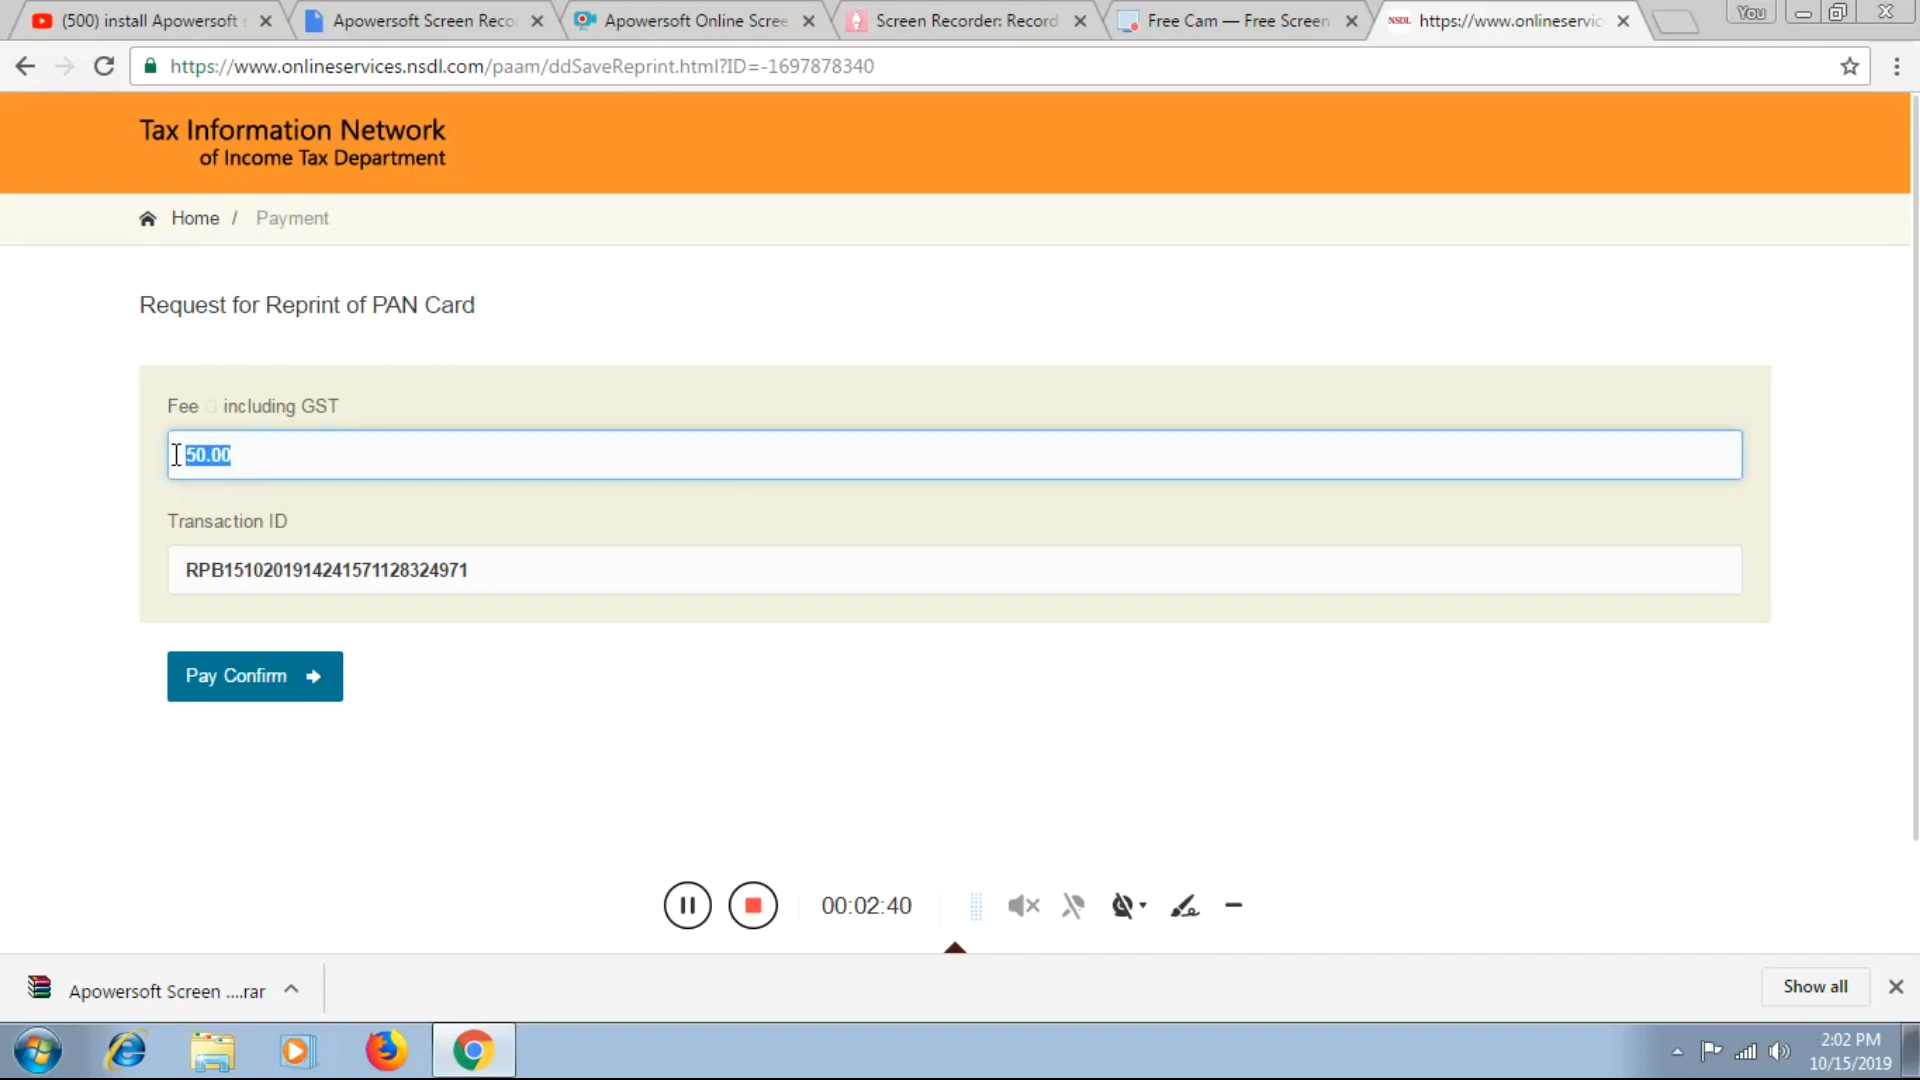 (500) install Apowersoft s
Apowersoft Screen Reco
Apowersoft Online Scree
Screen Recorder: Record
Free Cam — Free Screen
NSDL https://www.onlineservic
You
https://www.onlineservices.nsdl.com/paam/ddSaveReprint.html?ID=-1697878340
Tax Information Network
of Income Tax Department
Home / Payment
Request for Reprint of PAN Card
Fee including GST
50.00
Transaction ID
RPB1510201914241571128324971
Pay Confirm
00:02:40
Apowersoft Screen ....rar
Show all
2:02 PM
10/15/2019